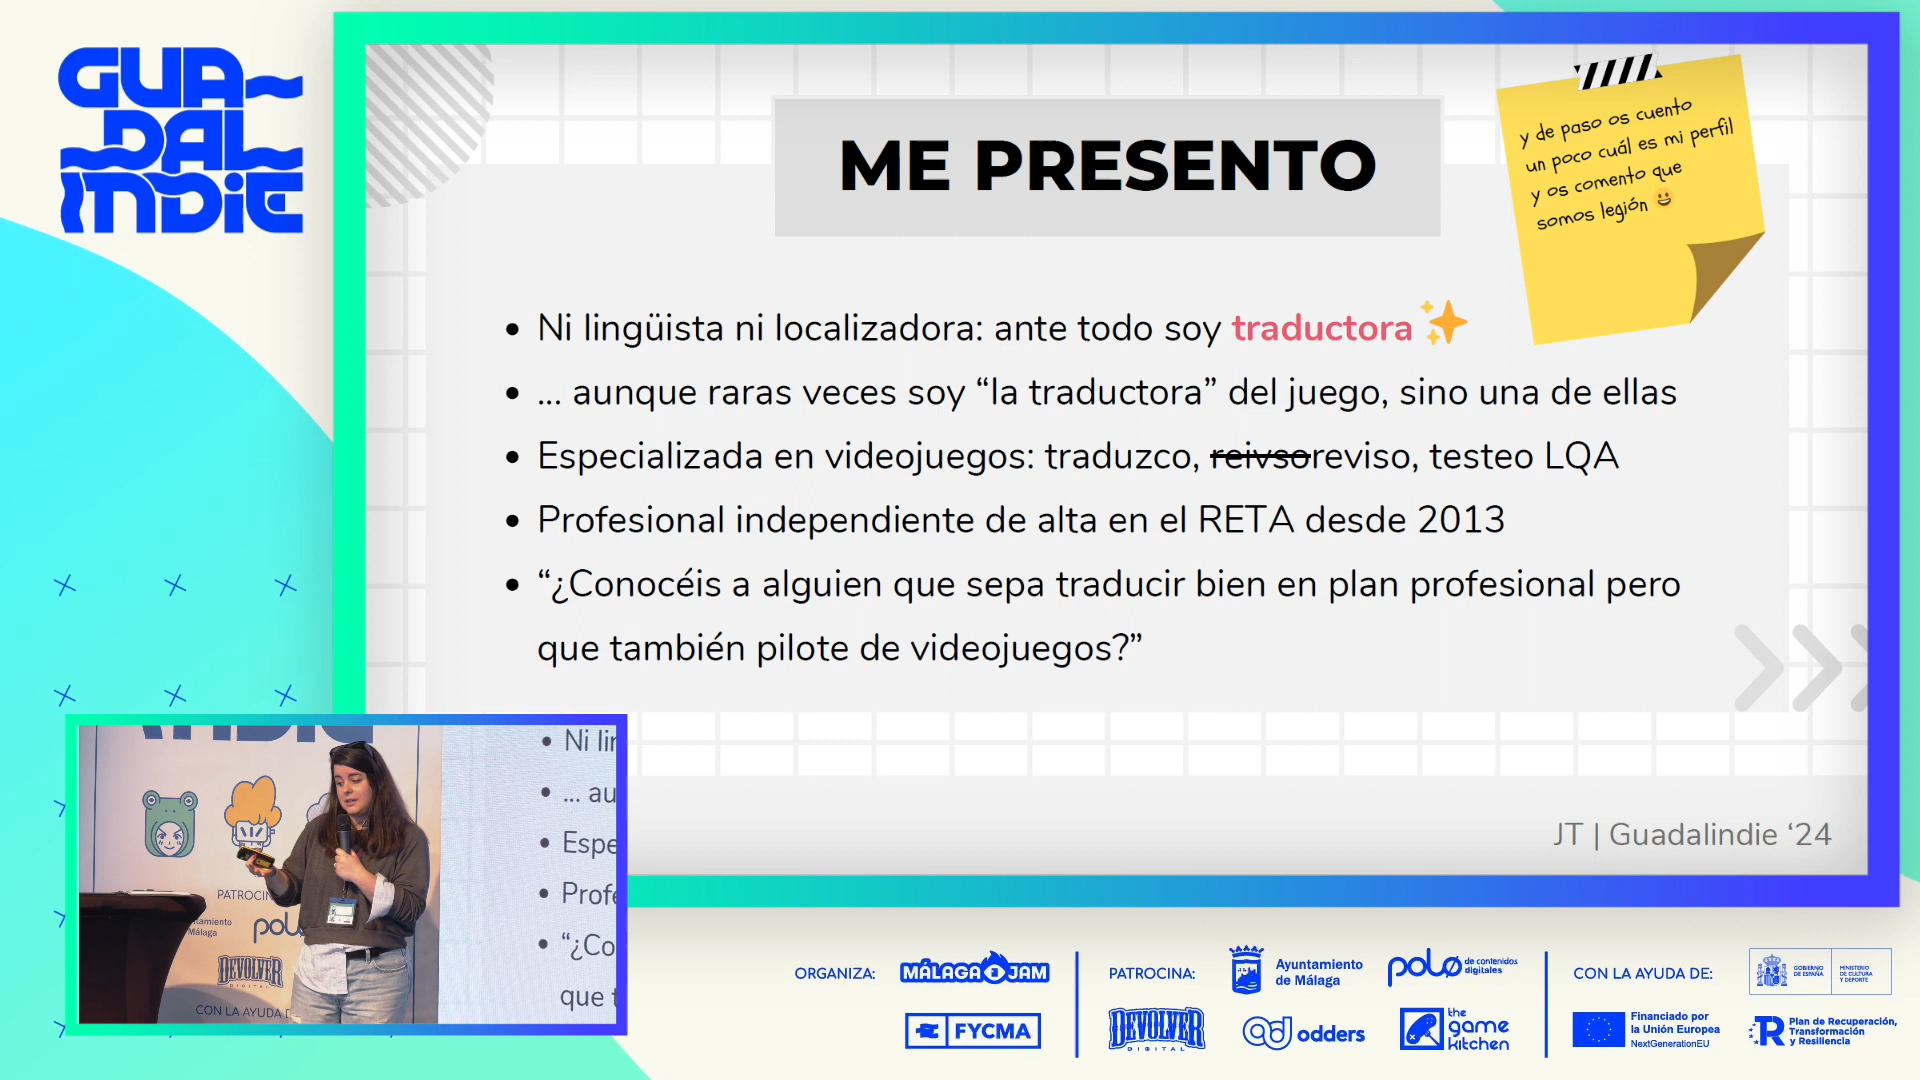 GUA
DAL
INDiE
ME PRESENTO
y de paso os cuento
un poco cuál es mi perfil
y os comento que
somos legión 😀
• Ni lingüista ni localizadora: ante todo soy traductora ✨
• ... aunque raras veces soy “la traductora” del juego, sino una de ellas
• Especializada en videojuegos: traduzco, reivsoreviso, testeo LQA
• Profesional independiente de alta en el RETA desde 2013
• “¿Conocéis a alguien que sepa traducir bien en plan profesional pero
que también pilote de videojuegos?”
JT | Guadalindie ‘24
• Ni lin
• ... au
• Espe
• Profe
• “¿Co
que t
PATROCIN
amiento
Málaga
polo
DEVOLVER
DIGITAL
CON LA AYUDA D
ORGANIZA:
MÁLAGA JAM
FYCMA
PATROCINA:
Ayuntamiento
de Málaga
polo de contenidos
digitales
DEVOLVER
DIGITAL
odders
the
game
kitchen
CON LA AYUDA DE:
GOBIERNO
DE ESPAÑA
MINISTERIO
DE CULTURA
Y DEPORTE
Financiado por
la Unión Europea
NextGenerationEU
Plan de Recuperación,
Transformación
y Resiliencia